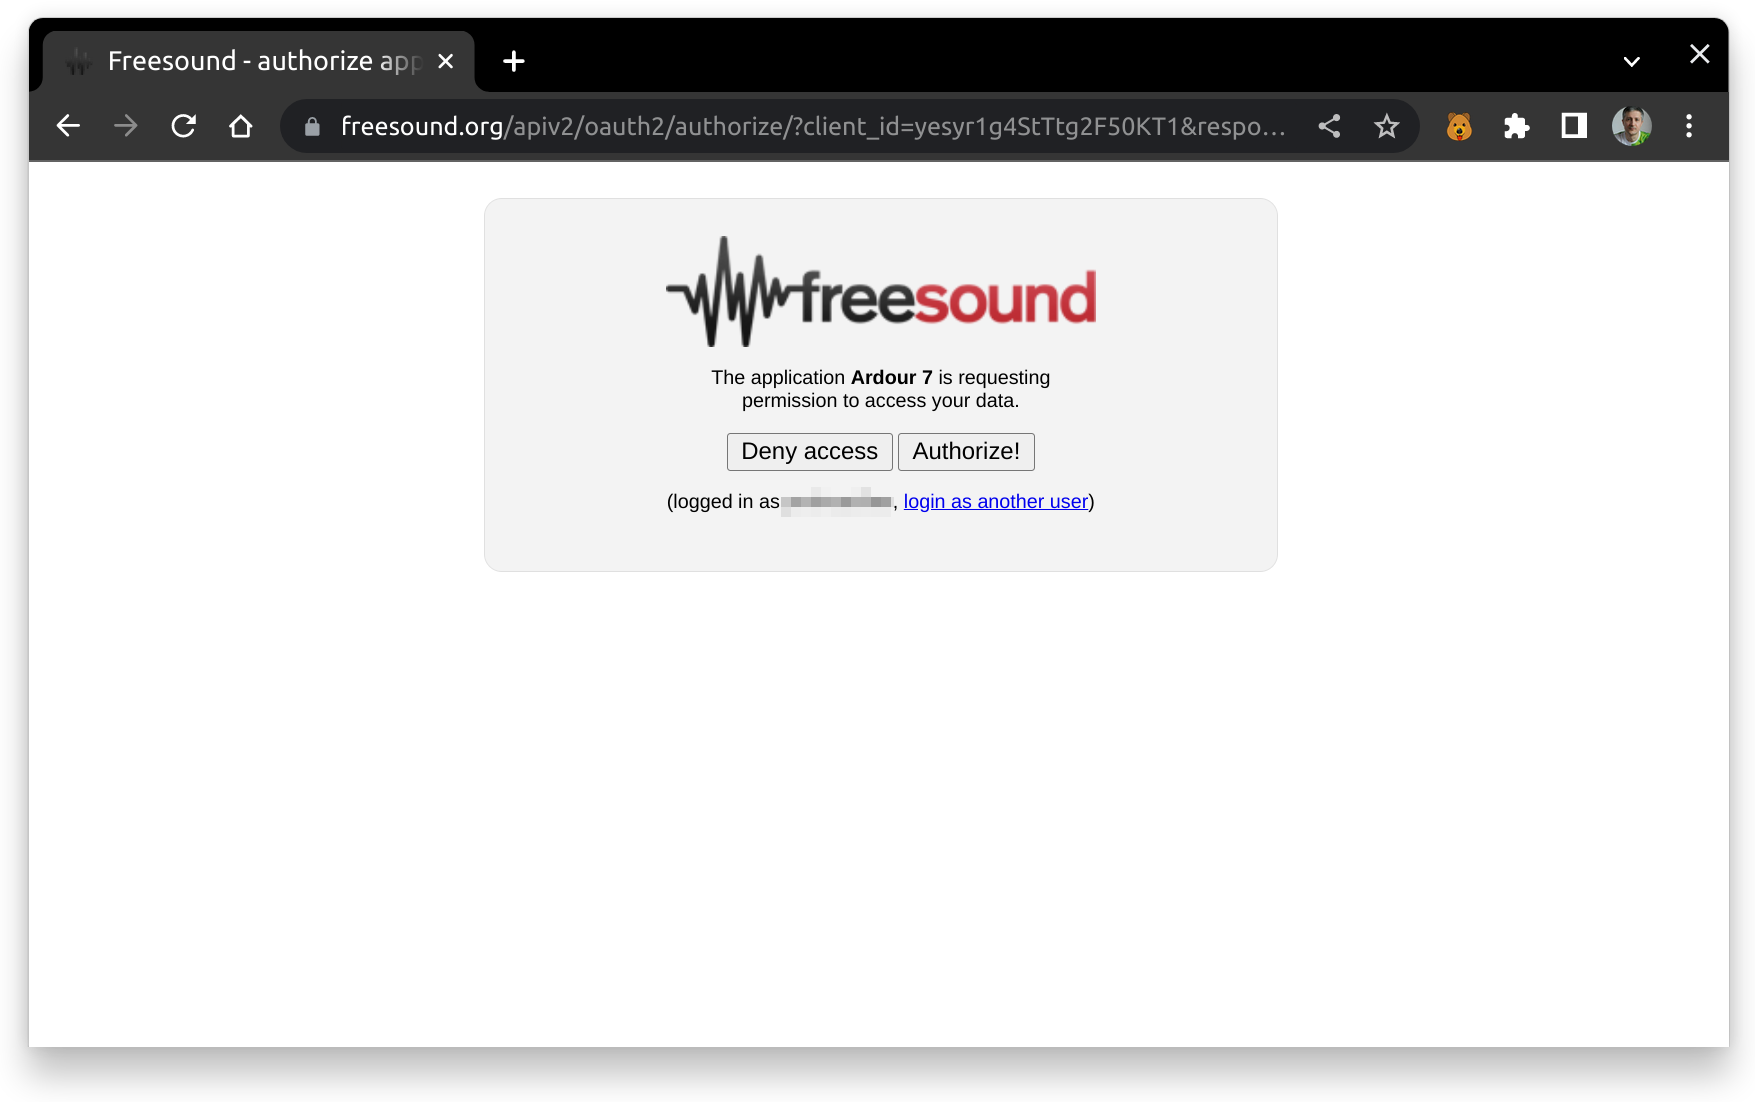 Freesound - authorize app
freesound.org/apiv2/oauth2/authorize/?client_id=yesyr1g4StTtg2F50KT1&respo...
freesound
The application Ardour 7 is requesting
permission to access your data.
Deny access Authorize!
(logged in as , login as another user)